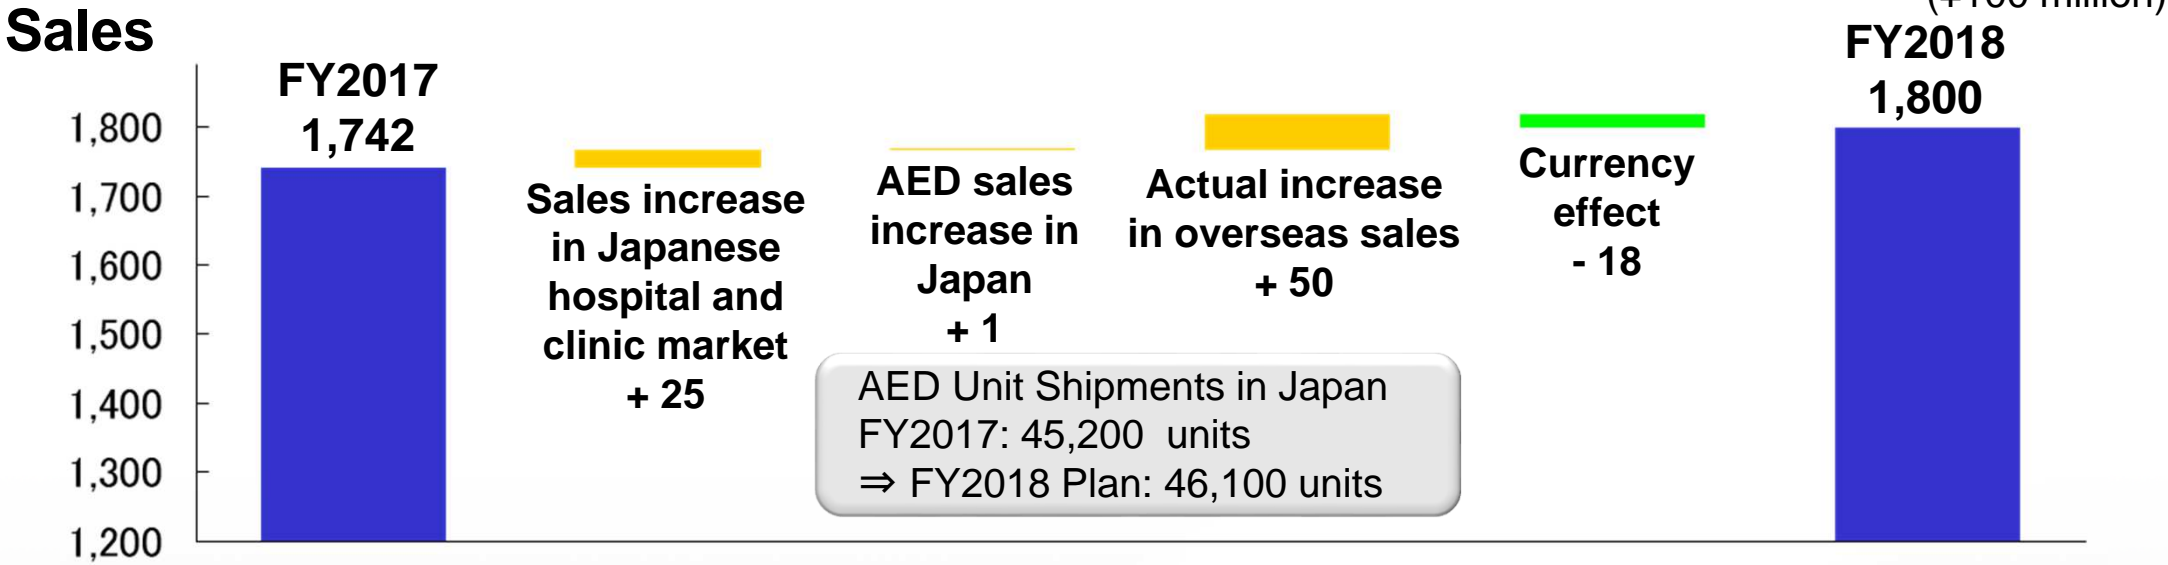 Sales
FY2017
1,742
FY2018
1,800
1,800
1,700
1,600
1,500
1,400
1,300
1,200
Sales increase
in Japanese
hospital and
clinic market
+ 25
AED sales
increase in
Japan
+ 1
Actual increase
in overseas sales
+ 50
Currency
effect
- 18
AED Unit Shipments in Japan
FY2017: 45,200 units
⇒ FY2018 Plan: 46,100 units